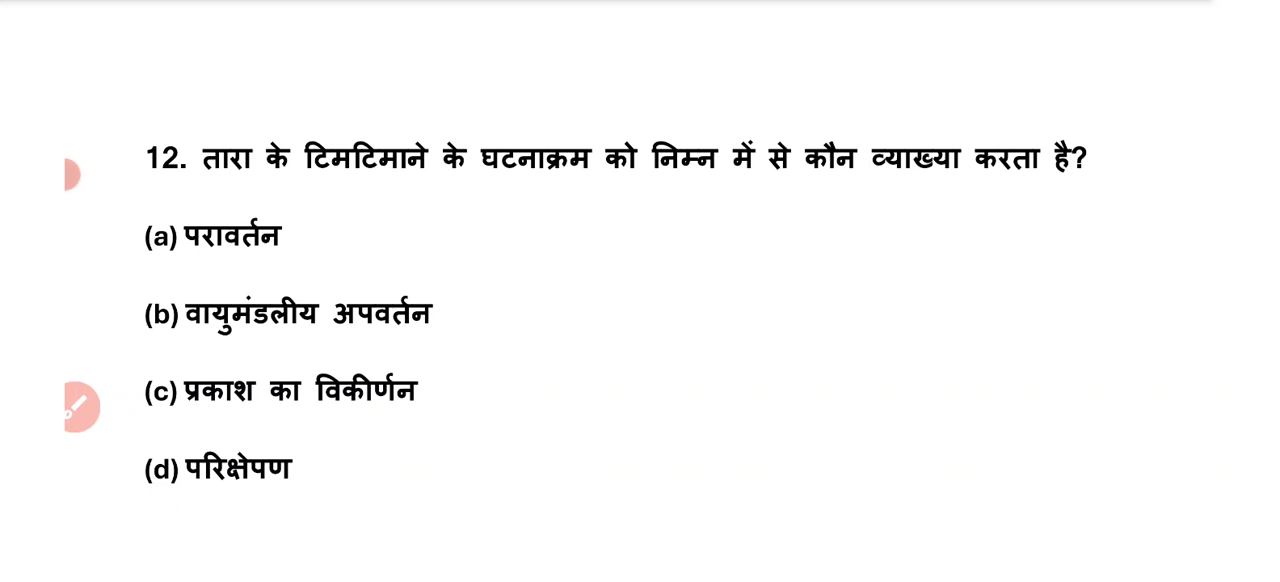 12. तारा के टिमटिमाने के घटनाक्रम को निम्न में से कौन व्याख्या करता है?
(a) परावर्तन
(b) वायुमंडलीय अपवर्तन
(c) प्रकाश का विकीर्णन
(d) परिक्षेपण